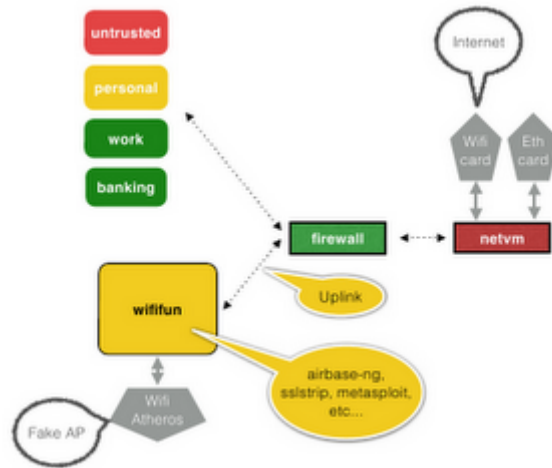 untrusted
Internet
personal
Wifi
card
Eth
card
work
banking
firewall
netvm
Uplink
wififun
airbase-ng,
sslstrip, metasploit,
etc...
Wifi
Atheros
Fake AP